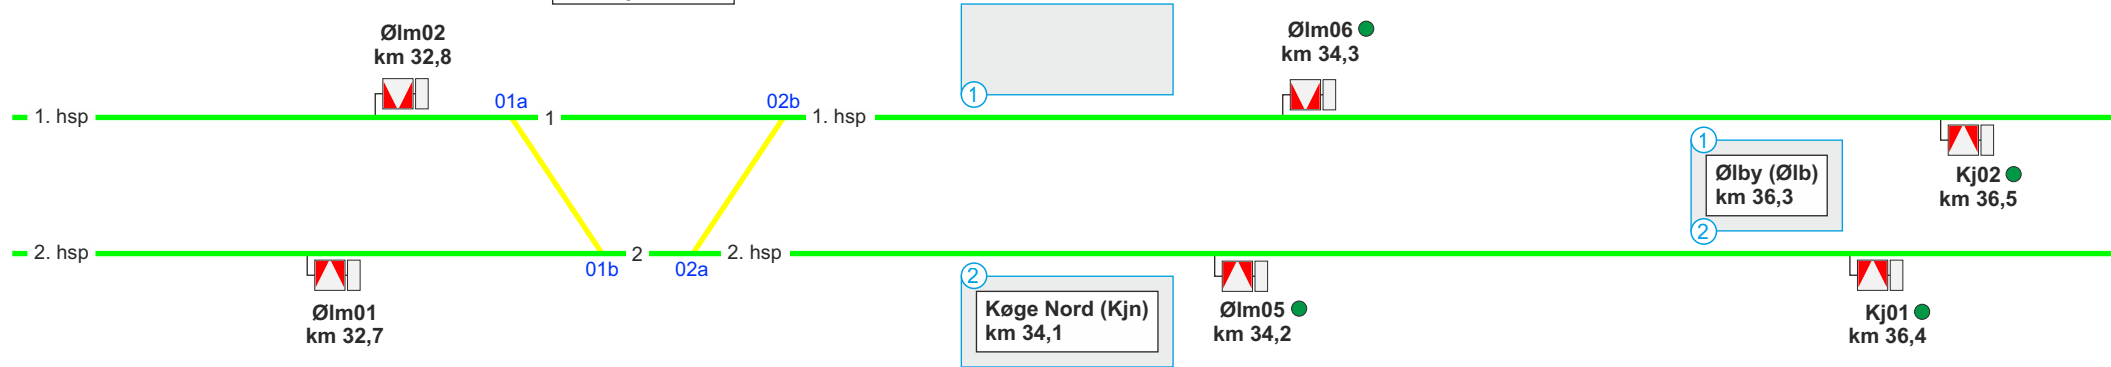 Ølm02
km 32,8
Ølm06
km 34,3
01a
02b
1
1. hsp
1
1. hsp
1
Ølby (Ølb)
km 36,3
2
Kj02
km 36,5
2. hsp
2
2. hsp
01b
02a
2
Køge Nord (Kjn)
km 34,1
Ølm01
km 32,7
Ølm05
km 34,2
Kj01
km 36,4